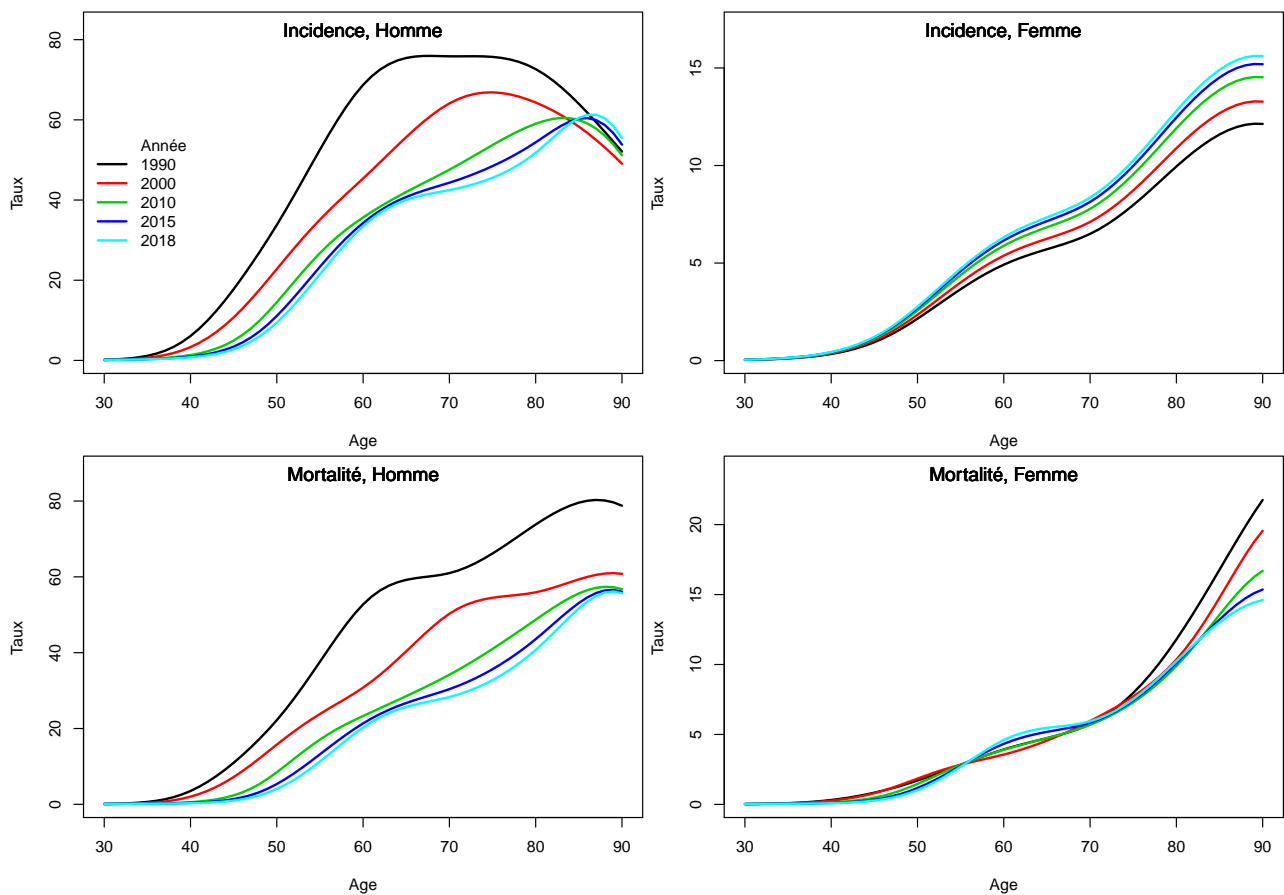 Incidence, Homme
Taux
0 20 40 60 80
Année
1990
2000
2010
2015
2018
30 40 50 60 70 80 90
Age
Incidence, Femme
Taux
0 5 10 15
30 40 50 60 70 80 90
Age
Mortalité, Homme
Taux
0 20 40 60 80
30 40 50 60 70 80 90
Age
Mortalité, Femme
Taux
0 5 10 15 20
30 40 50 60 70 80 90
Age